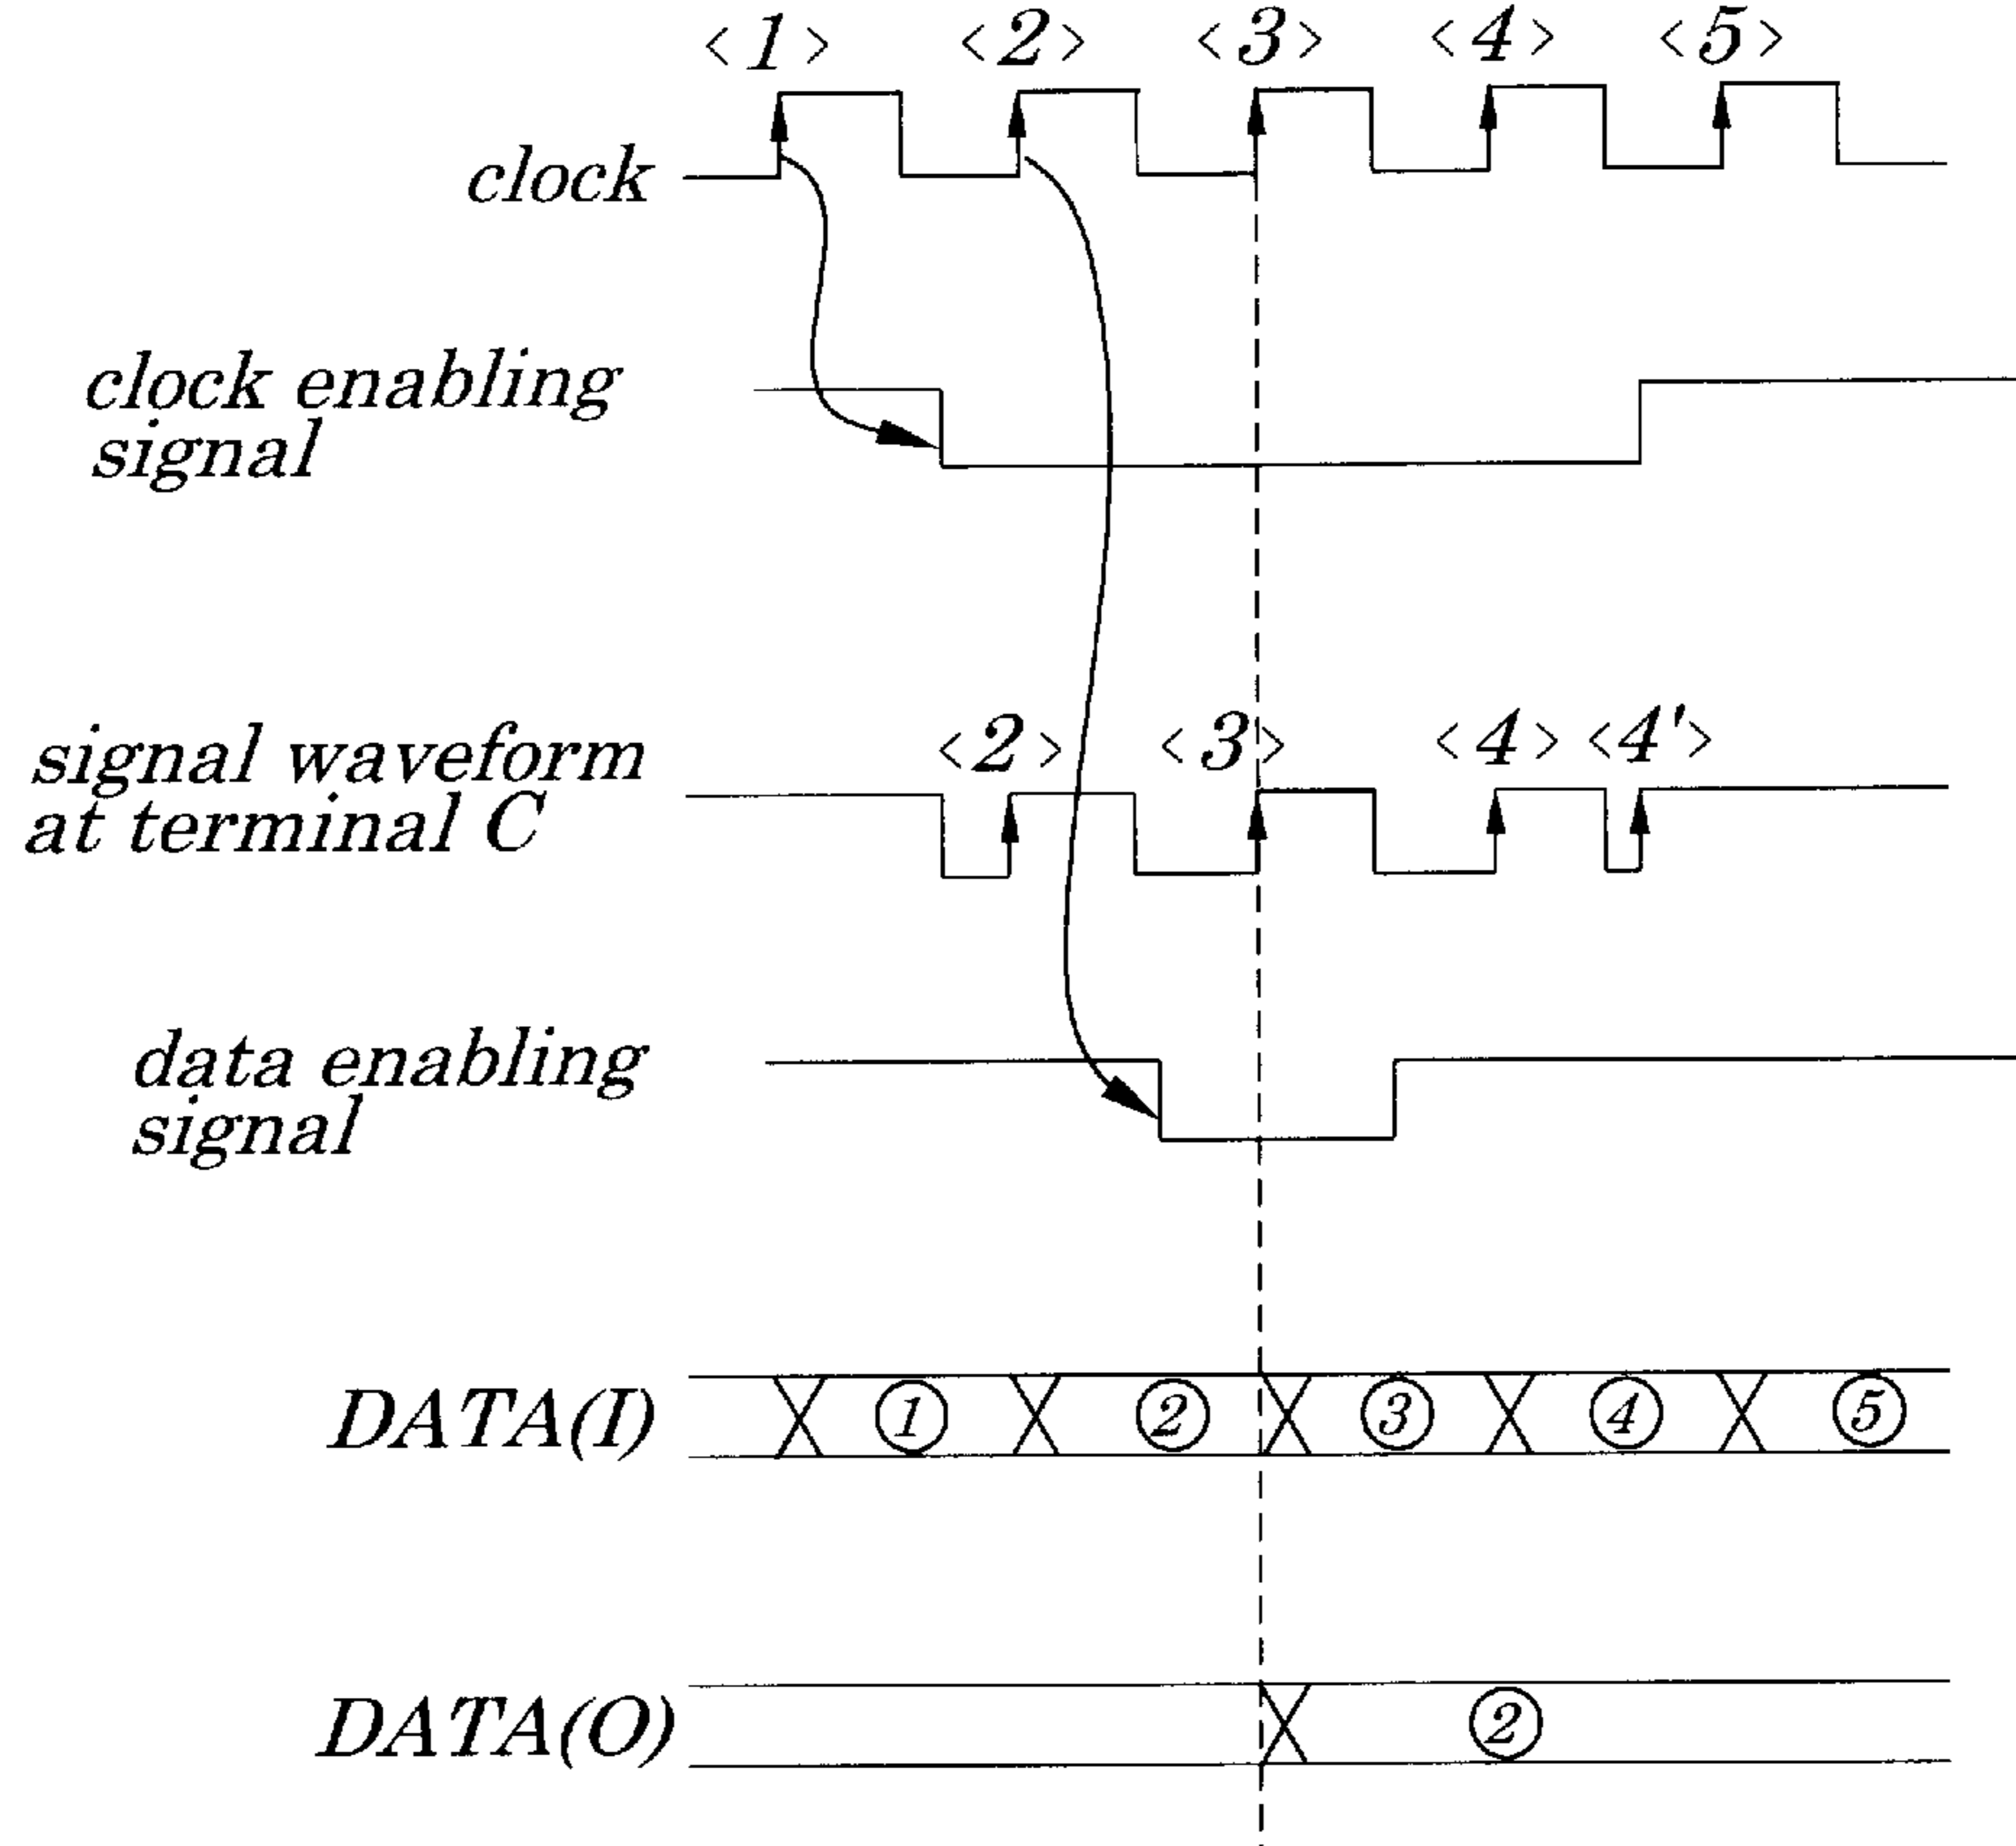 <1> <2> <3> <4> <5>
clock
clock enabling
signal
<2> <3> <4> <4'>
signal waveform
at terminal C
data enabling
signal
DATA(I) ① ② ③ ④ ⑤
DATA(O) ②